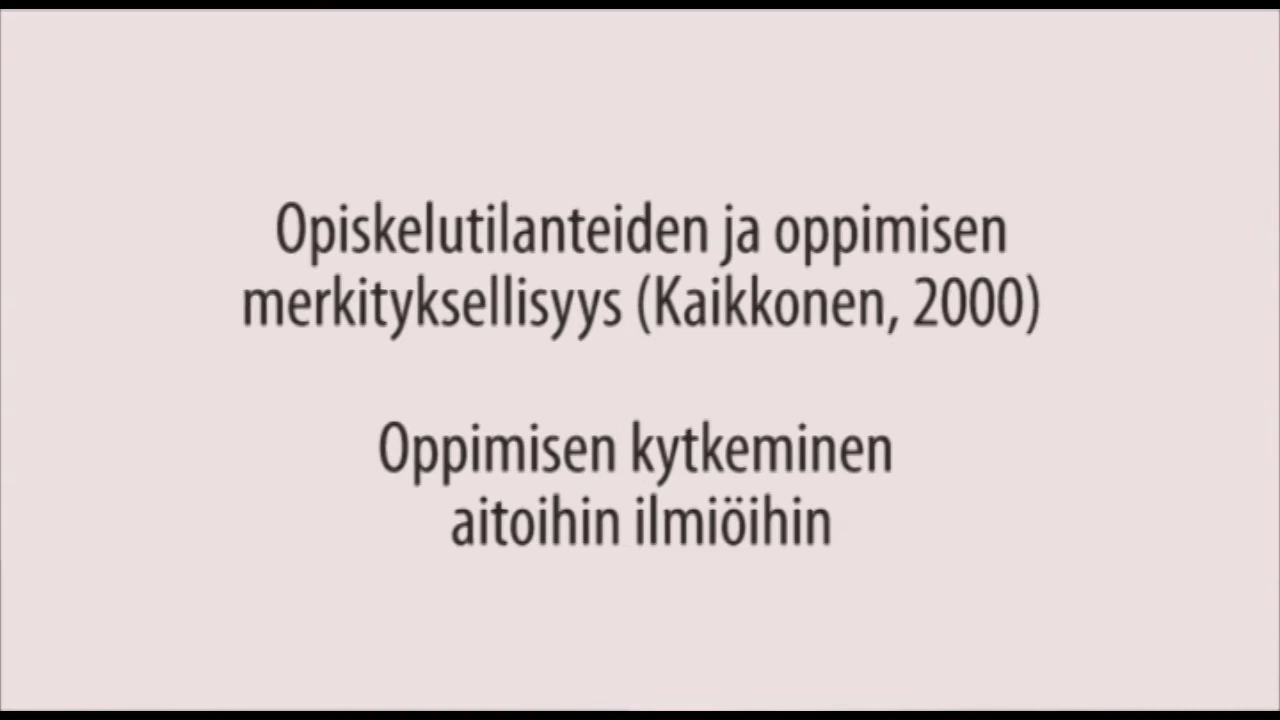 Opiskelutilanteiden ja oppimisen
merkityksellisyys (Kaikkonen, 2000)
Oppimisen kytkeminen
aitoihin ilmiöihin